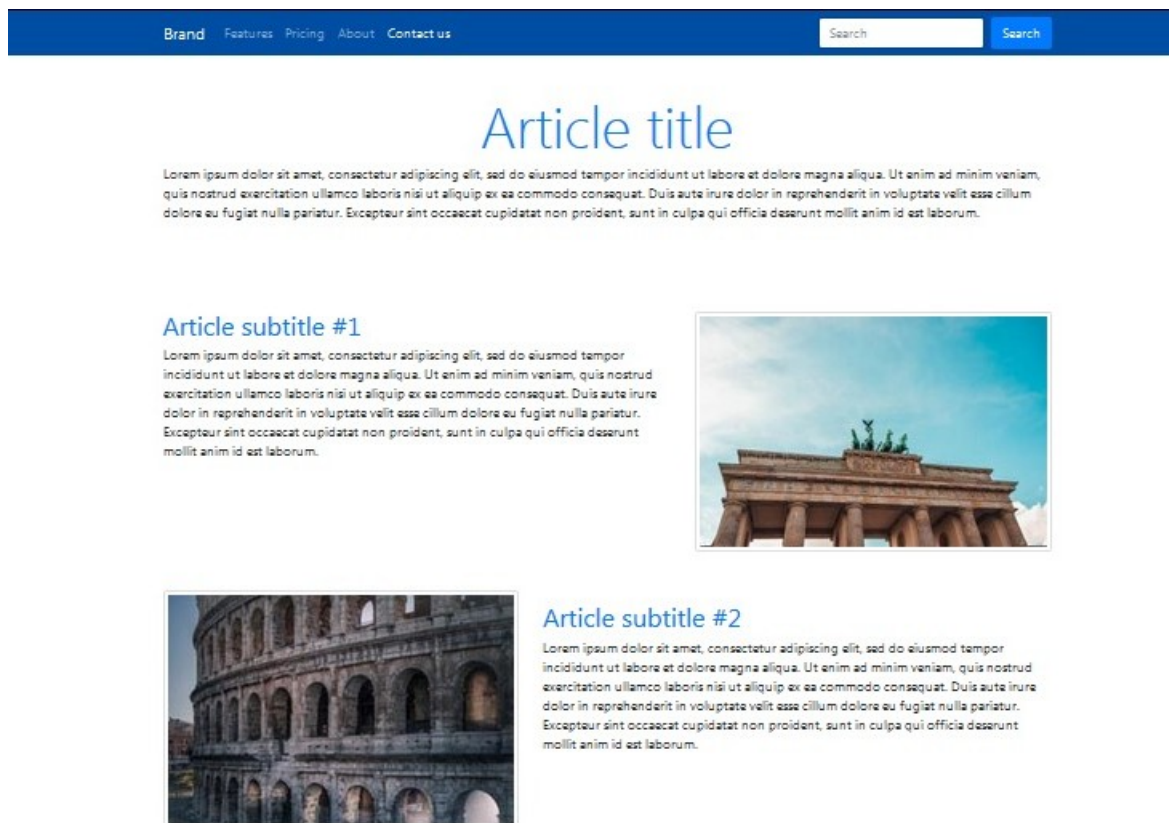 Brand Features Pricing About Contact us Search Search
Article title
Lorem ipsum dolor sit amet, consectetur adipiscing elit, sed do eiusmod tempor incididunt ut labore et dolore magna aliqua. Ut enim ad minim veniam,
quis nostrud exercitation ullamco laboris nisi ut aliquip ex ea commodo consequat. Duis aute irure dolor in reprehenderit in voluptate velit esse cillum
dolore eu fugiat nulla pariatur. Excepteur sint occaecat cupidatat non proident, sunt in culpa qui officia deserunt mollit anim id est laborum.
Article subtitle #1
Lorem ipsum dolor sit amet, consectetur adipiscing elit, sed do eiusmod tempor
incididunt ut labore et dolore magna aliqua. Ut enim ad minim veniam, quis nostrud
exercitation ullamco laboris nisi ut aliquip ex ea commodo consequat. Duis aute irure
dolor in reprehenderit in voluptate velit esse cillum dolore eu fugiat nulla pariatur.
Excepteur sint occaecat cupidatat non proident, sunt in culpa qui officia deserunt
mollit anim id est laborum.
Article subtitle #2
Lorem ipsum dolor sit amet, consectetur adipiscing elit, sed do eiusmod tempor
incididunt ut labore et dolore magna aliqua. Ut enim ad minim veniam, quis nostrud
exercitation ullamco laboris nisi ut aliquip ex ea commodo consequat. Duis aute irure
dolor in reprehenderit in voluptate velit esse cillum dolore eu fugiat nulla pariatur.
Excepteur sint occaecat cupidatat non proident, sunt in culpa qui officia deserunt
mollit anim id est laborum.